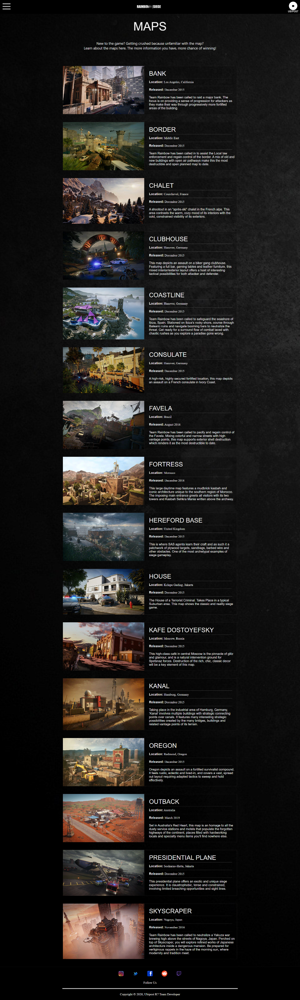 RAINBOW SIEGE
UBIPOST
MAPS
New to the game? Getting crushed because unfamiliar with the map?
Learn about the maps here. The more information you have, more chance of winning!
BANK
Location: Los Angeles, California
Released: December 2015
Team Rainbow has been called to raid a major bank. The
focus is on providing a sense of progression for attackers as
they make their way through progressively more fortified
areas of the building.
BORDER
Location: Middle East
Released: December 2015
Team Rainbow has been called in to assist the Local law
enforcement and regain control of the border. A mix of old and
new buildings with open air pathways make this the most
destructible and open planned map to date.
CHALET
Location: Courchevel, France
Released: December 2015
A shootout in an "après-ski" chalet in the French alps. This
area contrasts the warm, cozy mood of its interiors with the
cold, constrained visibility of its exteriors.
Die Vier Reiter
CLUBHOUSE
Location: Hanover, Germany
Released: December 2015
This map depicts an assault on a biker gang clubhouse.
Featuring a full bar, gaming tables and leather furniture, this
mixed interior/exterior layout offers a host of interesting
tactical possibilities for both attacker and defender.
COASTLINE
Location: Hanover, Germany
Released: December 2015
Team Rainbow has been called to safeguard the seashore of
Ibiza, Spain. Stationed on Ibiza's rocky shore, course through
Balearic ruins and navigate booming bars to neutralize the
threat. Get ready for a surround flow of combat laced with
chaotic rushes as you explore a paradise gone wrong.
CONSULATE
Location: Hanover, Germany
Released: December 2015
A high-risk, highly secured fortified location, this map depicts
an assault on a French consulate in Ivory Coast.
FAVELA
Location: Brazil
Released: August 2016
Team Rainbow has been called to pacify and regain control of
the Favela. Mixing colorful and narrow streets with high
vantage points, this map supports exterior shell destruction
which renders it as the most destructible to date.
FORTRESS
Location: Morocco
Released: December 2018
This large daytime map features a mudbrick kasbah and
iconic architecture unique to the southern region of Morocco.
The imposing main entrance greets all visitors with its two
towers and Kasbah Sehkra Mania written above the archway.
HEREFORD BASE
Location: United Kingdom
Released: December 2015
This is where SAS agents learn their craft and as such it a
patchwork of plywood targets, sandbags, barbed wire and
other obstacles. One of the most archetypal examples of
siege gameplay.
HOUSE
Location: Kelapa Gading, Jakarta
Released: December 2015
The House of a Terrorist Criminal. Takes Place in a typical
Suburban area. This map shows the classic and reality siege
game.
KAFE DOSTOYEFSKY
Location: Moscow, Russia
Released: December 2015
This high-class café in central Moscow is the pinnacle of glitz
and glamour, and is a natural intervention ground for
Spetsnaz forces. Destruction of the rich, chic, classic decor
will be a key element of this map.
KANAL
Location: Hamburg, Germany
Released: December 2015
Taking place in the industrial area of Hamburg, Germany,
'Kanal' involves multiple buildings with strategic connecting
points over canals. It features many interesting strategic
possibilities created by the many bridges, buildings and
related vantage points of its terrain.
OREGON
Location: Redmond, Oregon
Released: December 2015
Oregon depicts an assault on a fortified survivalist compound.
It feels rustic, eclectic and lived-in, and covers a vast, spread
out layout requiring adapted tactics to sweep and hold
effectively.
OUTBACK
Location: Australia
Released: March 2019
Set in Australia's Red Heart, this map is an homage to all the
dusty service stations and motels that populate the forgotten
highways of the continent, places filled with hardworking
locals and specialty menu items you'll find nowhere else.
PRESIDENTIAL PLANE
Location: Soekarno-Hatta, Jakarta
Released: December 2015
This presidential plane offers an exotic and unique siege
experience. It is claustrophobic, tense and constrained,
involving limited breaching opportunities and sight lines.
SKYSCRAPER
Location: Nagoya, Japan
Released: November 2016
Team Rainbow has been called to neutralize a Yakuza war
brewing high above the streets of Nagoya, Japan. Perched on
top of Skyscraper, you will explore refined works of Japanese
architecture inside a dangerous mansion. Be prepared for
vertiginous rappels in the haze of the morning sun, where
modernity and tradition meet.
Follow Us
Copyright © 2020, Ubipost R7 Team Developer